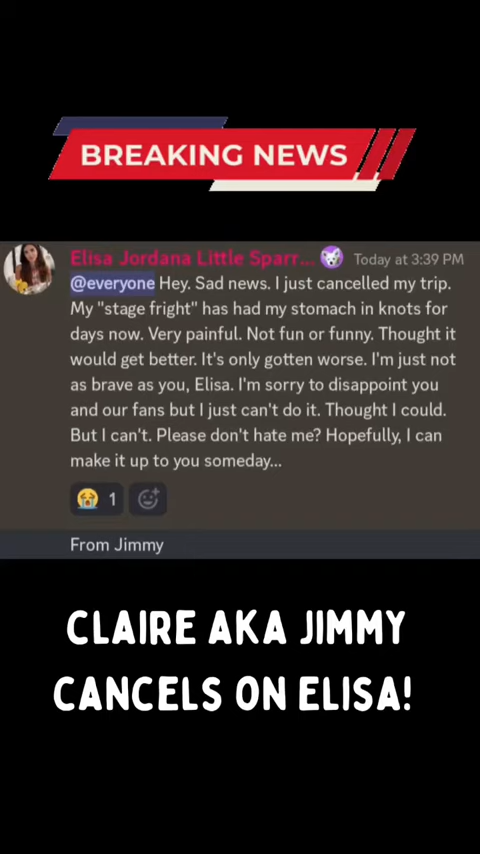 BREAKING NEWS
Elisa Jordana Little Sparr... Today at 3:39 PM
@everyone Hey. Sad news. I just cancelled my trip.
My "stage fright" has had my stomach in knots for
days now. Very painful. Not fun or funny. Thought it
would get better. It's only gotten worse. I'm just not
as brave as you, Elisa. I'm sorry to disappoint you
and our fans but I just can't do it. Thought I could.
But I can't. Please don't hate me? Hopefully, I can
make it up to you someday...
1
From Jimmy
CLAIRE AKA JIMMY
CANCELS ON ELISA!